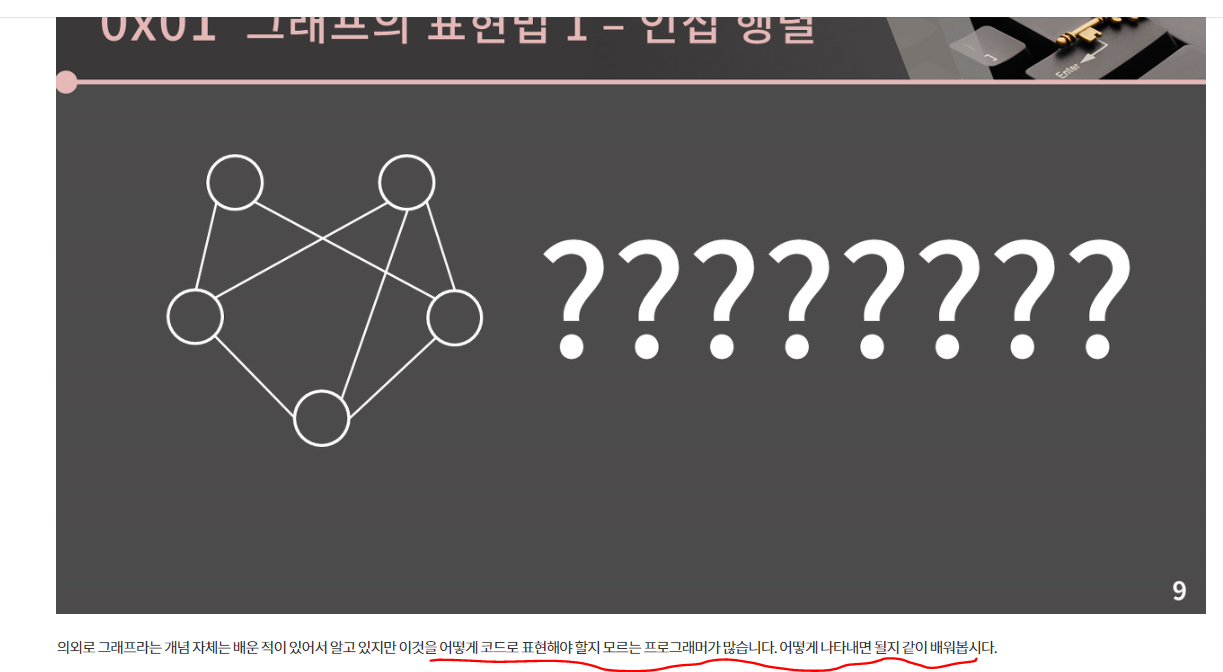 0x01 그래프의 표현법 1 - 인접 행렬
Enter
????????
9
의외로 그래프라는 개념 자체는 배운 적이 있어서 알고 있지만 이것을 어떻게 코드로 표현해야 할지 모르는 프로그래머가 많습니다. 어떻게 나타내면 될지 같이 배워봅시다.